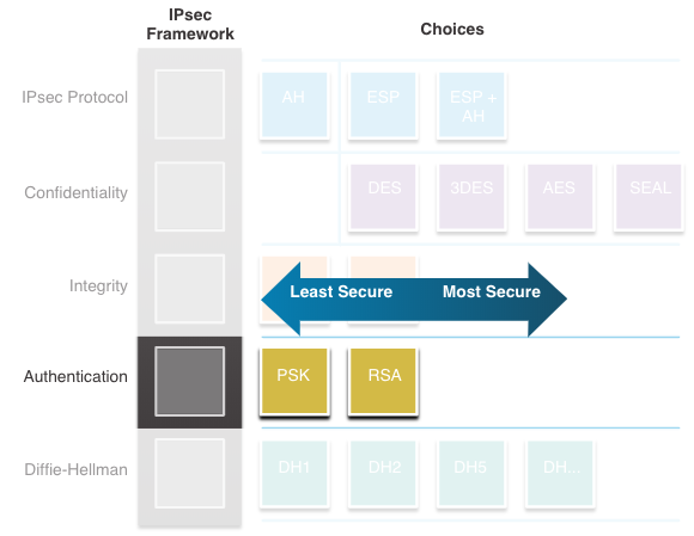 IPsec
Framework
Choices
IPsec Protocol
AH
ESP
ESP +
AH
Confidentiality
DES
3DES
AES
SEAL
Integrity
Least Secure
Most Secure
Authentication
PSK
RSA
Diffie-Hellman
DH1
DH2
DH5
DH...